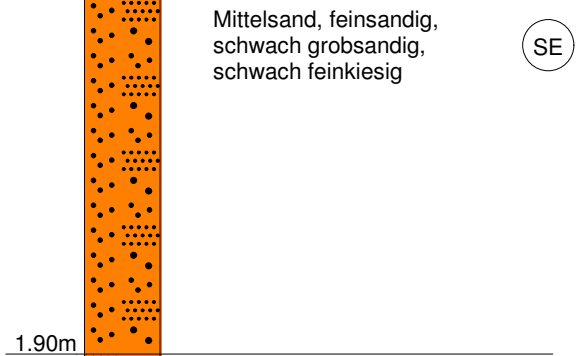 Mittelsand, feinsandig,
schwach grobsandig,
schwach feinkiesig
SE
1.90m